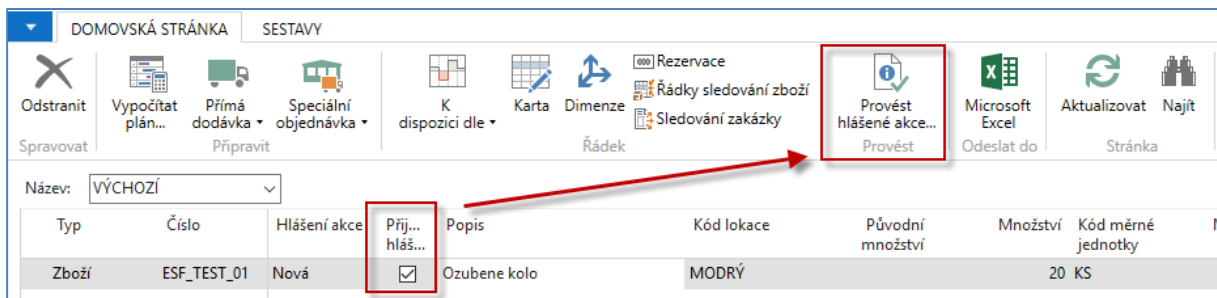 DOMOVSKÁ STRÁNKA SESTAVY
Odstranit
Vypočítat plán...
Přímá dodávka
Speciální objednávka
K dispozici dle
Karta
Dimenze
Rezervace
Řádky sledování zboží
Sledování zakázky
Provést hlášené akce...
Microsoft Excel
Aktualizovat
Najít
Spravovat Připravit Řádek Provést Odeslat do Stránka
Název: VÝCHOZÍ
Typ Číslo Hlášení akce Přij... Popis Kód lokace Původní Množství Kód měrné
hláš... množství jednotky
Zboží ESF_TEST_01 Nová Ozubene kolo MODRÝ 20 KS